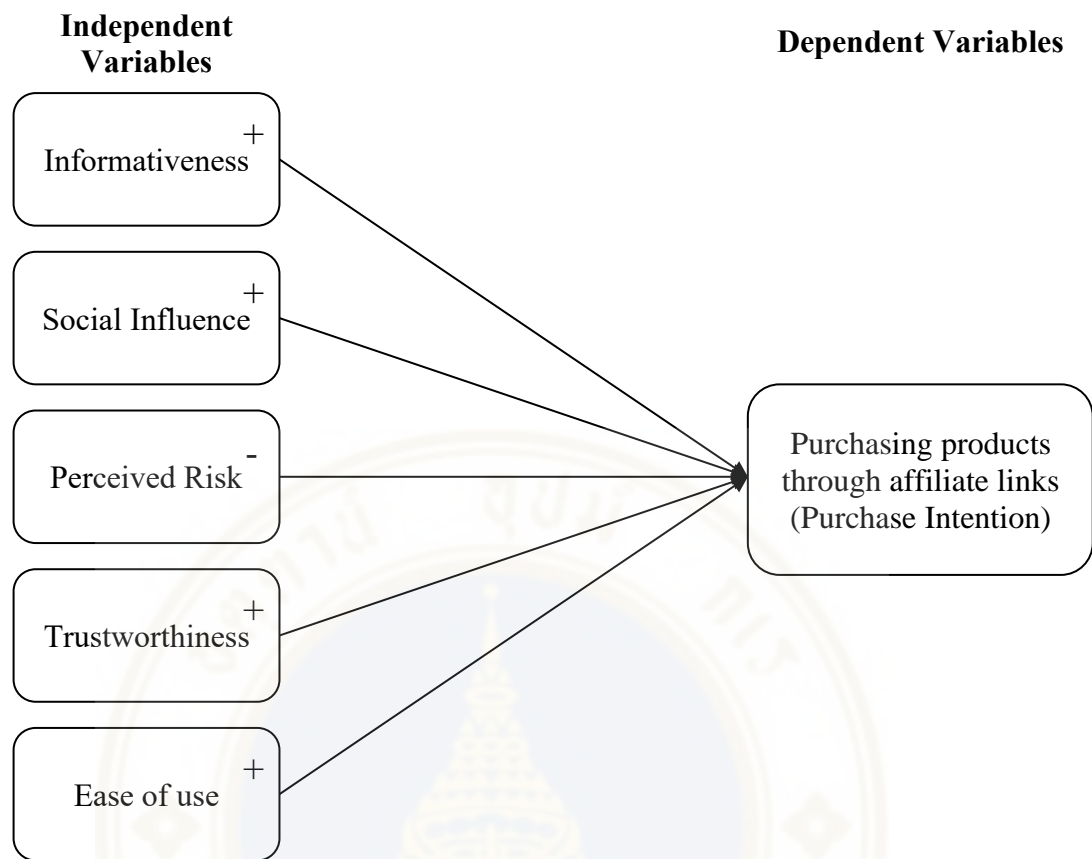 Independent
Variables
Dependent Variables
Informativeness
+
Social Influence
+
Perceived Risk
-
Trustworthiness
+
Ease of use
+
Purchasing products
through affiliate links
(Purchase Intention)